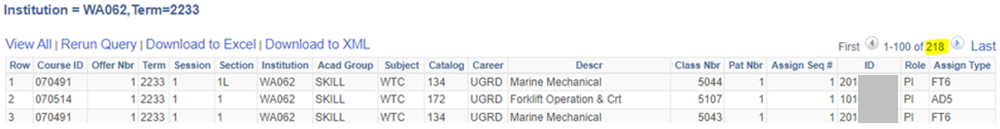 Institution = WA062,Term=2233
View All | Rerun Query | Download to Excel | Download to XML First 1-100 of 218 Last
Row Course ID Offer Nbr Term Session Section Institution Acad Group Subject Catalog Career Descr Class Nbr Pat Nbr Assign Seq # ID Role Assign Type
1 070491 1 2233 1 1L WA062 SKILL WTC 134 UGRD Marine Mechanical 5044 1 1 201 PI FT6
2 070514 1 2233 1 1 WA062 SKILL WTC 172 UGRD Forklift Operation & Crt 5107 1 1 101 PI AD5
3 070491 1 2233 1 1 WA062 SKILL WTC 134 UGRD Marine Mechanical 5043 1 1 201 PI FT6